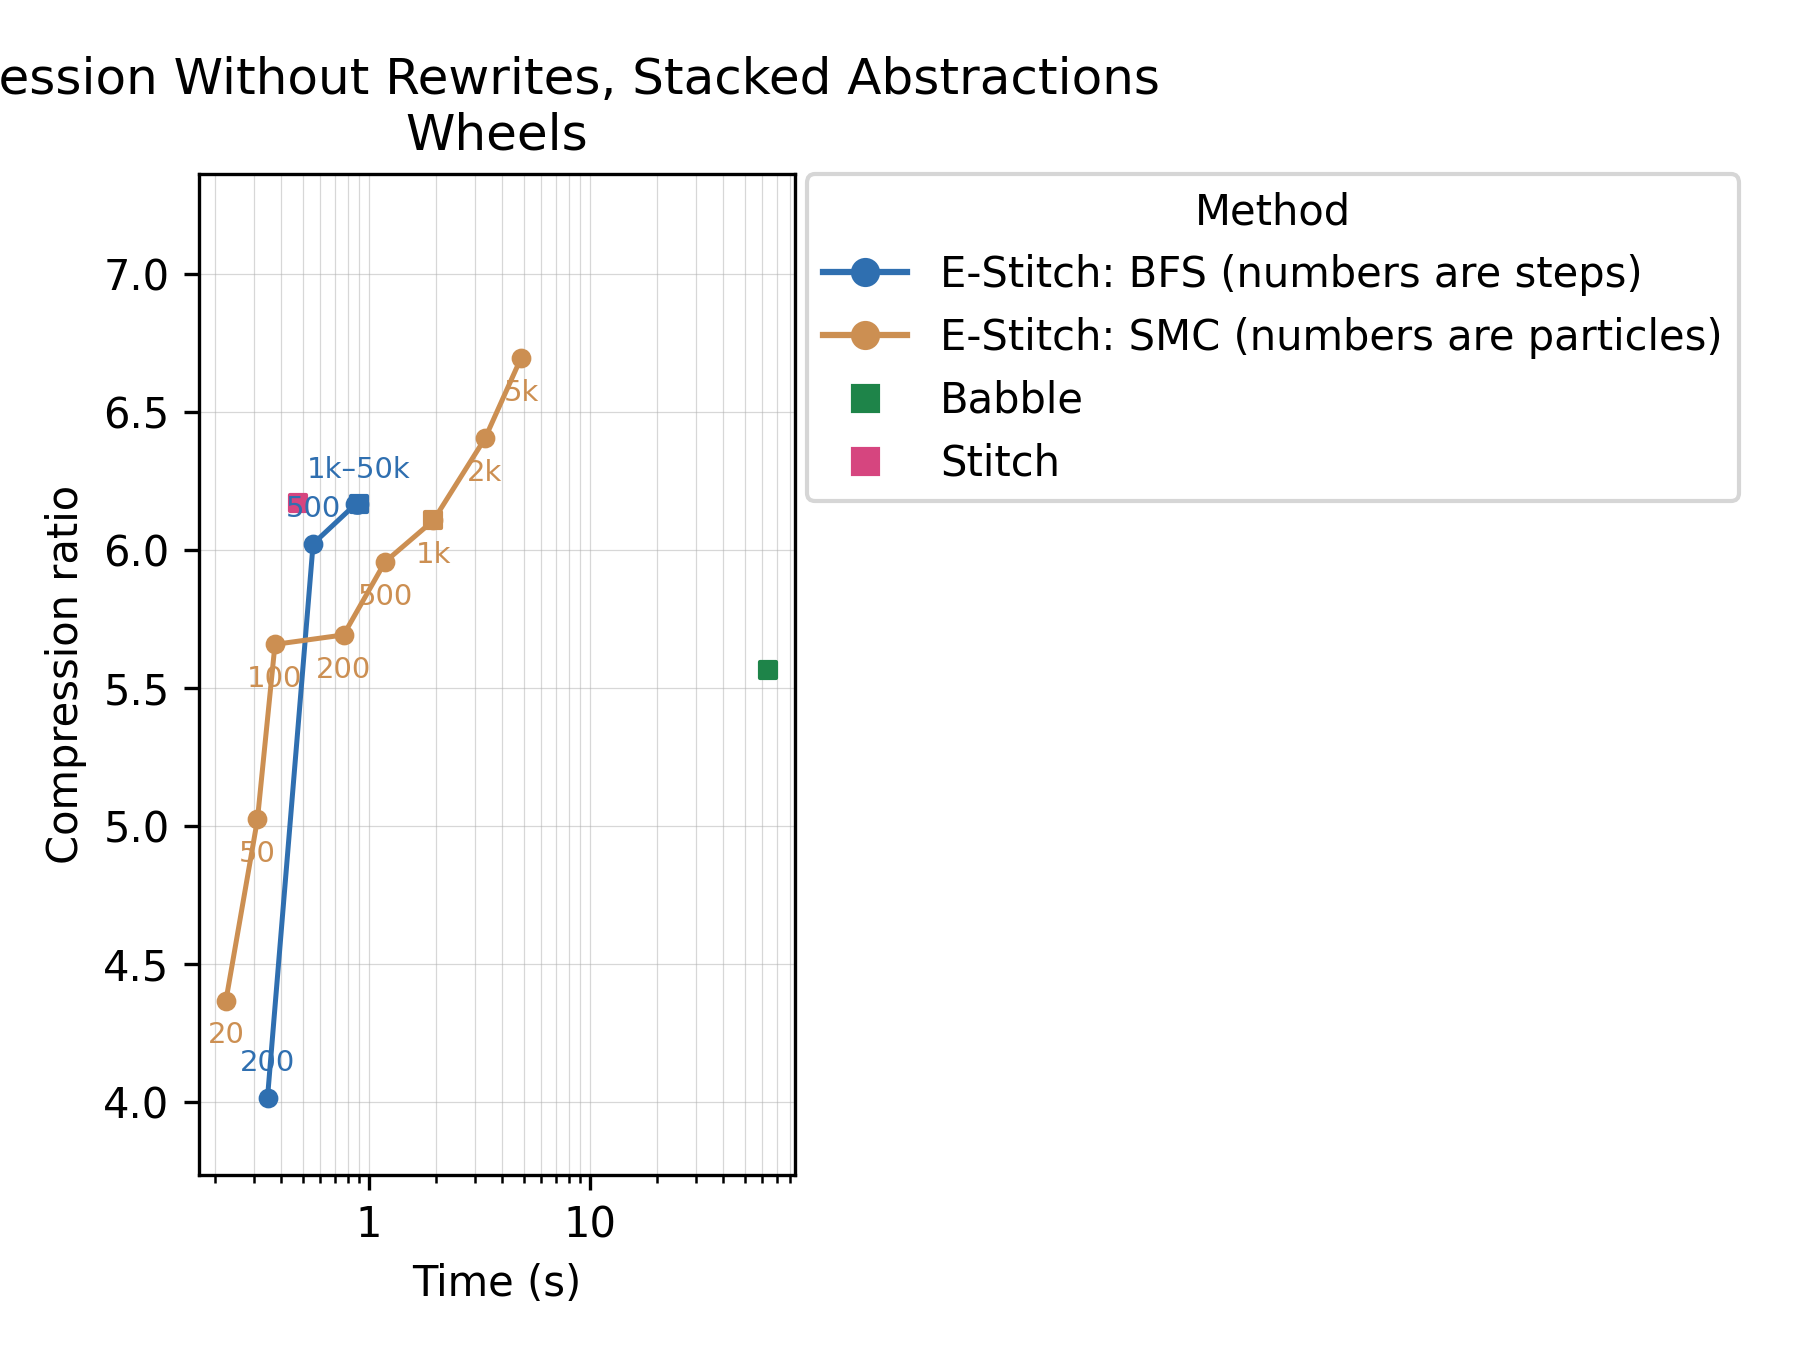 ession Without Rewrites, Stacked Abstractions
Wheels
Method
E-Stitch: BFS (numbers are steps)
E-Stitch: SMC (numbers are particles)
Babble
Stitch
Compression ratio
7.0
6.5
6.0
5.5
5.0
4.5
4.0
5k
1k–50k
2k
500
1k
500
100
200
50
20
200
1
10
Time (s)